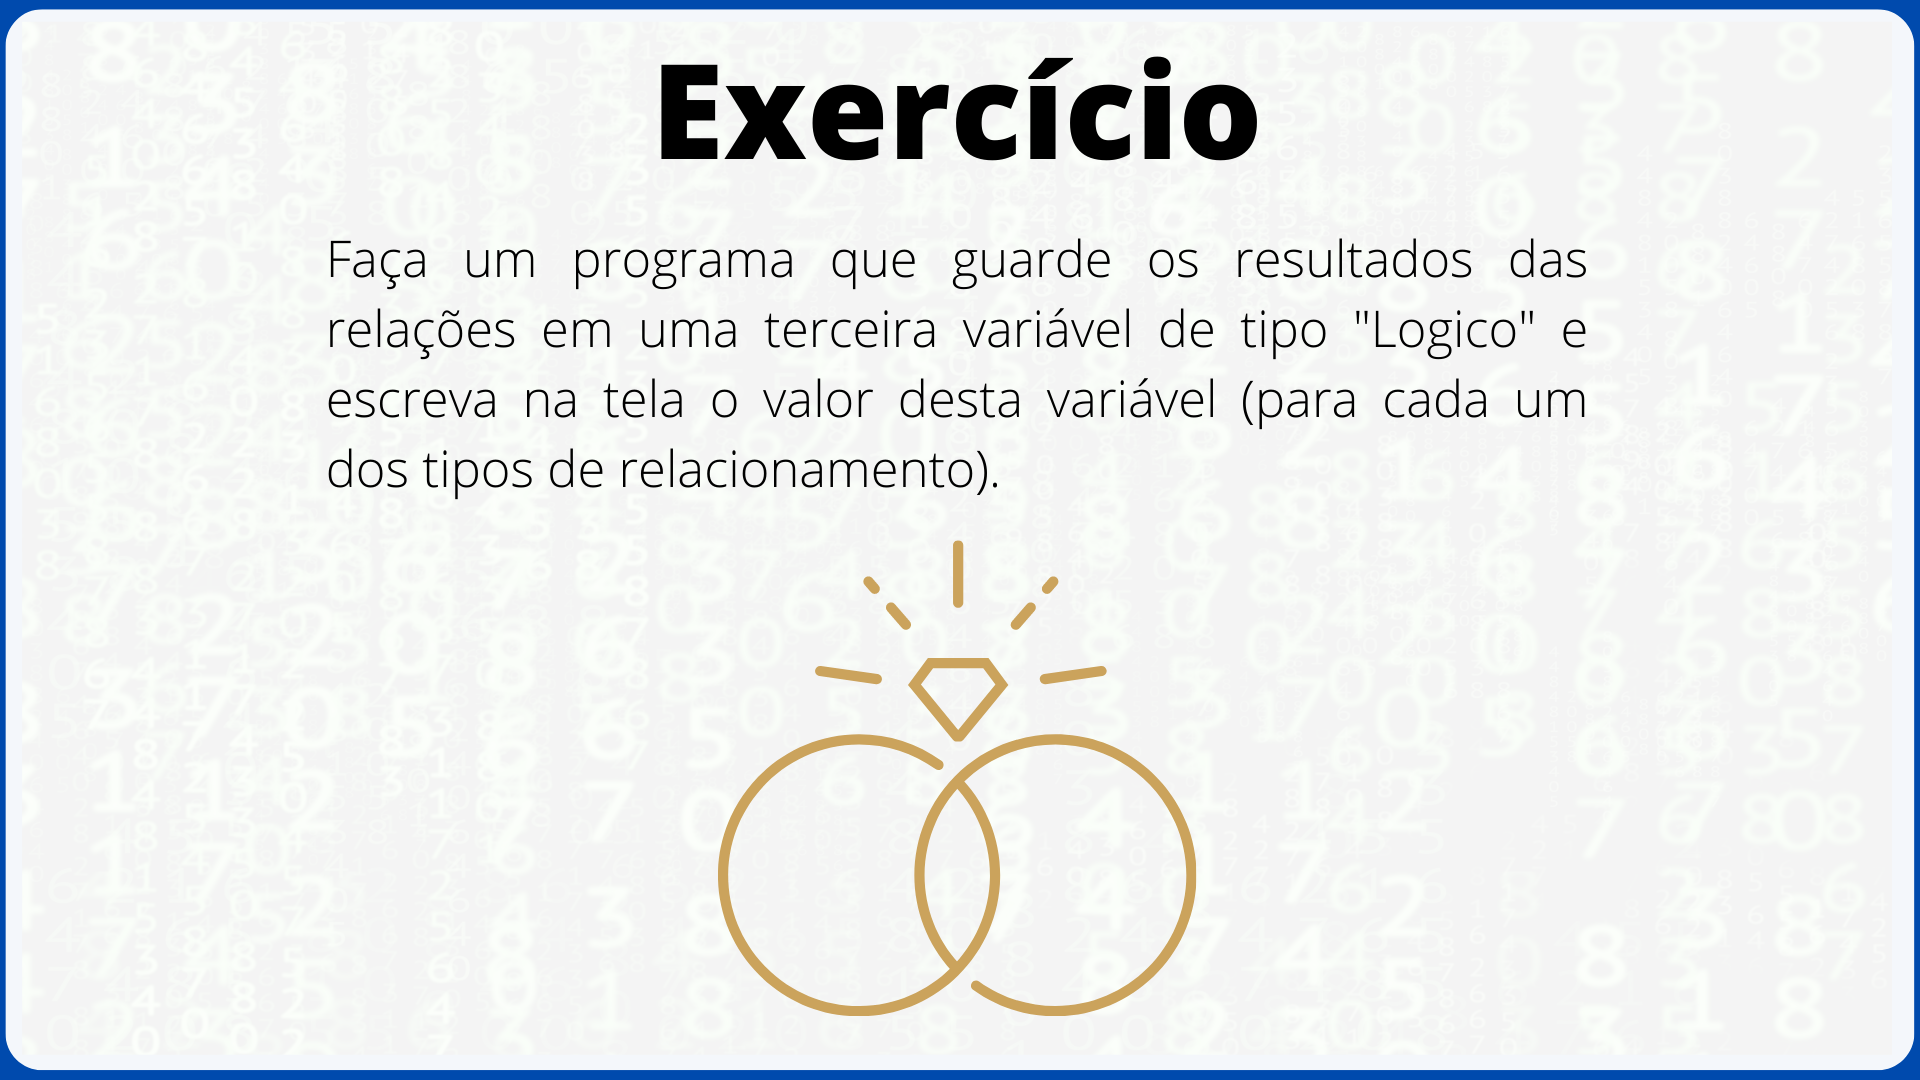 Exercício
Faça um programa que guarde os resultados das
relações em uma terceira variável de tipo "Logico" e
escreva na tela o valor desta variável (para cada um
dos tipos de relacionamento).